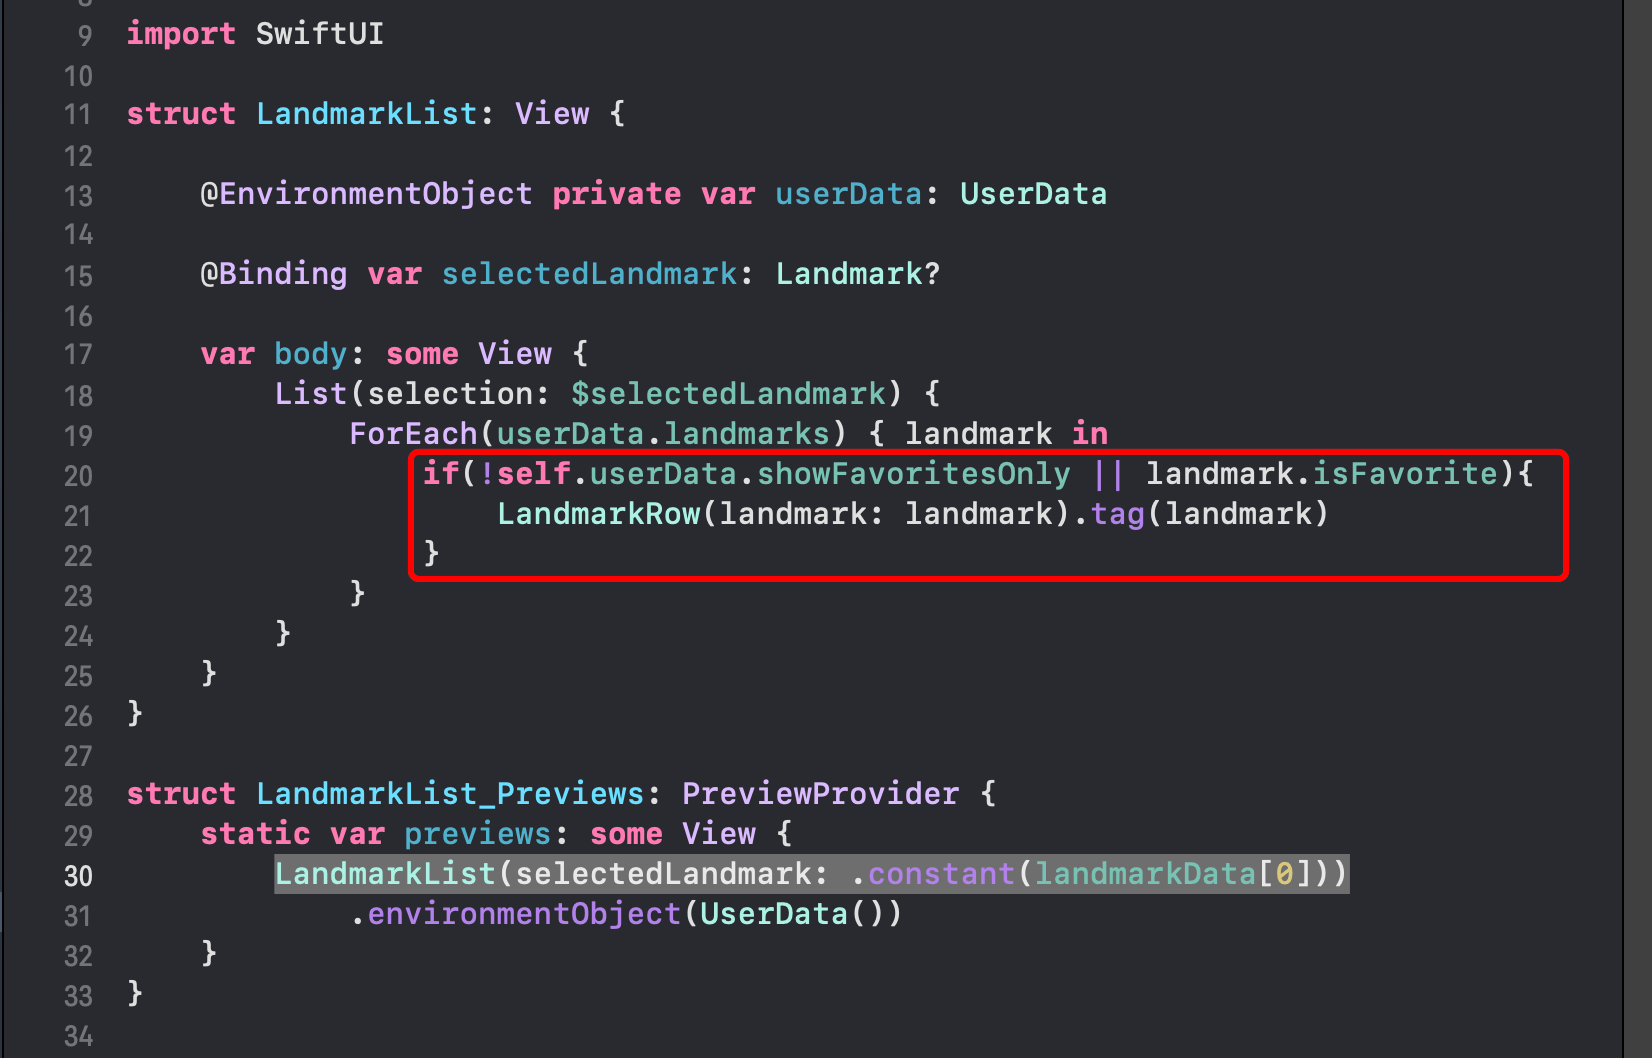 9 import SwiftUI
10
11 struct LandmarkList: View {
12
13     @EnvironmentObject private var userData: UserData
14
15     @Binding var selectedLandmark: Landmark?
16
17     var body: some View {
18         List(selection: $selectedLandmark) {
19             ForEach(userData.landmarks) { landmark in
20                 if(!self.userData.showFavoritesOnly || landmark.isFavorite){
21                     LandmarkRow(landmark: landmark).tag(landmark)
22                 }
23             }
24         }
25     }
26 }
27
28 struct LandmarkList_Previews: PreviewProvider {
29     static var previews: some View {
30         LandmarkList(selectedLandmark: .constant(landmarkData[0]))
31             .environmentObject(UserData())
32     }
33 }
34